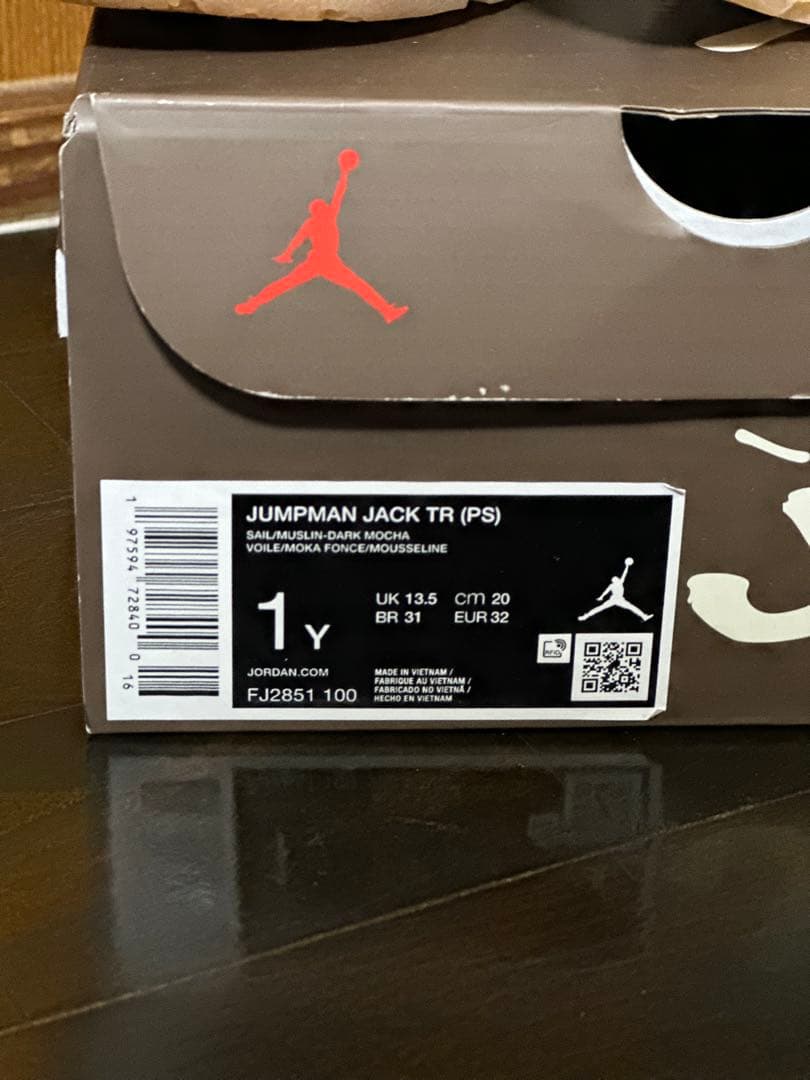 JUMPMAN JACK TR (PS)
SAIL/MUSLIN-DARK MOCHA
VOILE/MOKA FONCE/MOUSSELINE
1Y
UK 13.5 cm 20
BR 31 EUR 32
JORDAN.COM
FJ2851 100
MADE IN VIETNAM /
FABRIQUE AU VIETNAM /
FABRICADO NO VIETNÃ /
HECHO EN VIETNAM
RFID
1 97594 72840 0 16